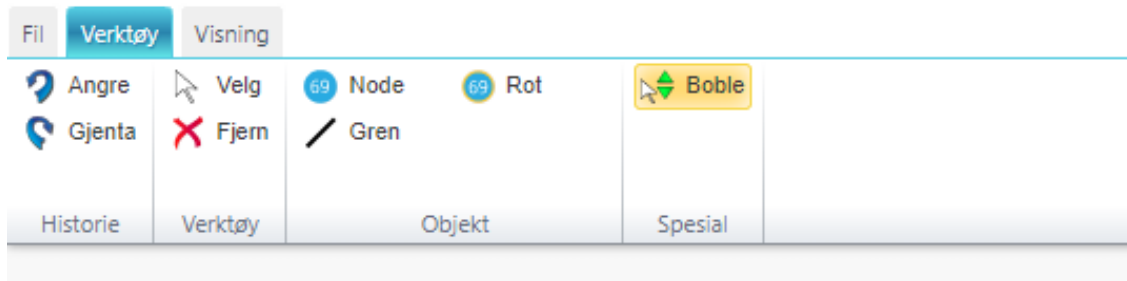 Fil Verktøy Visning
Angre Velg 69 Node 69 Rot Boble
Gjenta Fjern Gren
Historie Verktøy Objekt Spesial